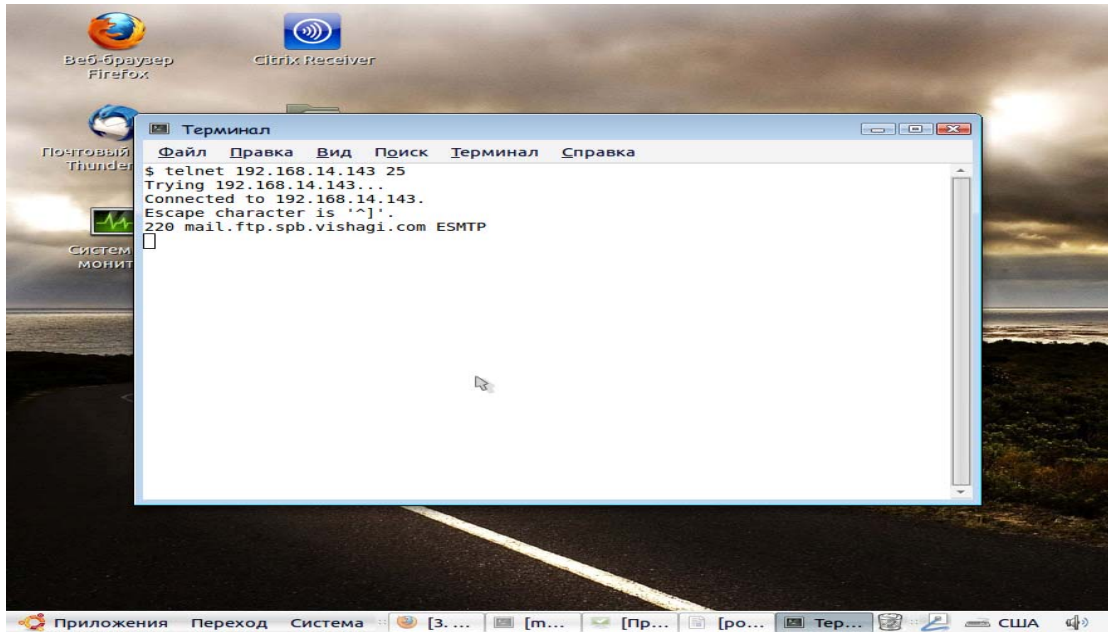 Веб-браузер
Firefox
Citrix Receiver
Почтовый
Thunder
Систем
монит
Терминал
Файл Правка Вид Поиск Терминал Справка
$ telnet 192.168.14.143 25
Trying 192.168.14.143...
Connected to 192.168.14.143.
Escape character is '^]'.
220 mail.ftp.spb.vishagi.com ESMTP
Приложения Переход Система [3. ... [m... [Пр... [po... Тер... США